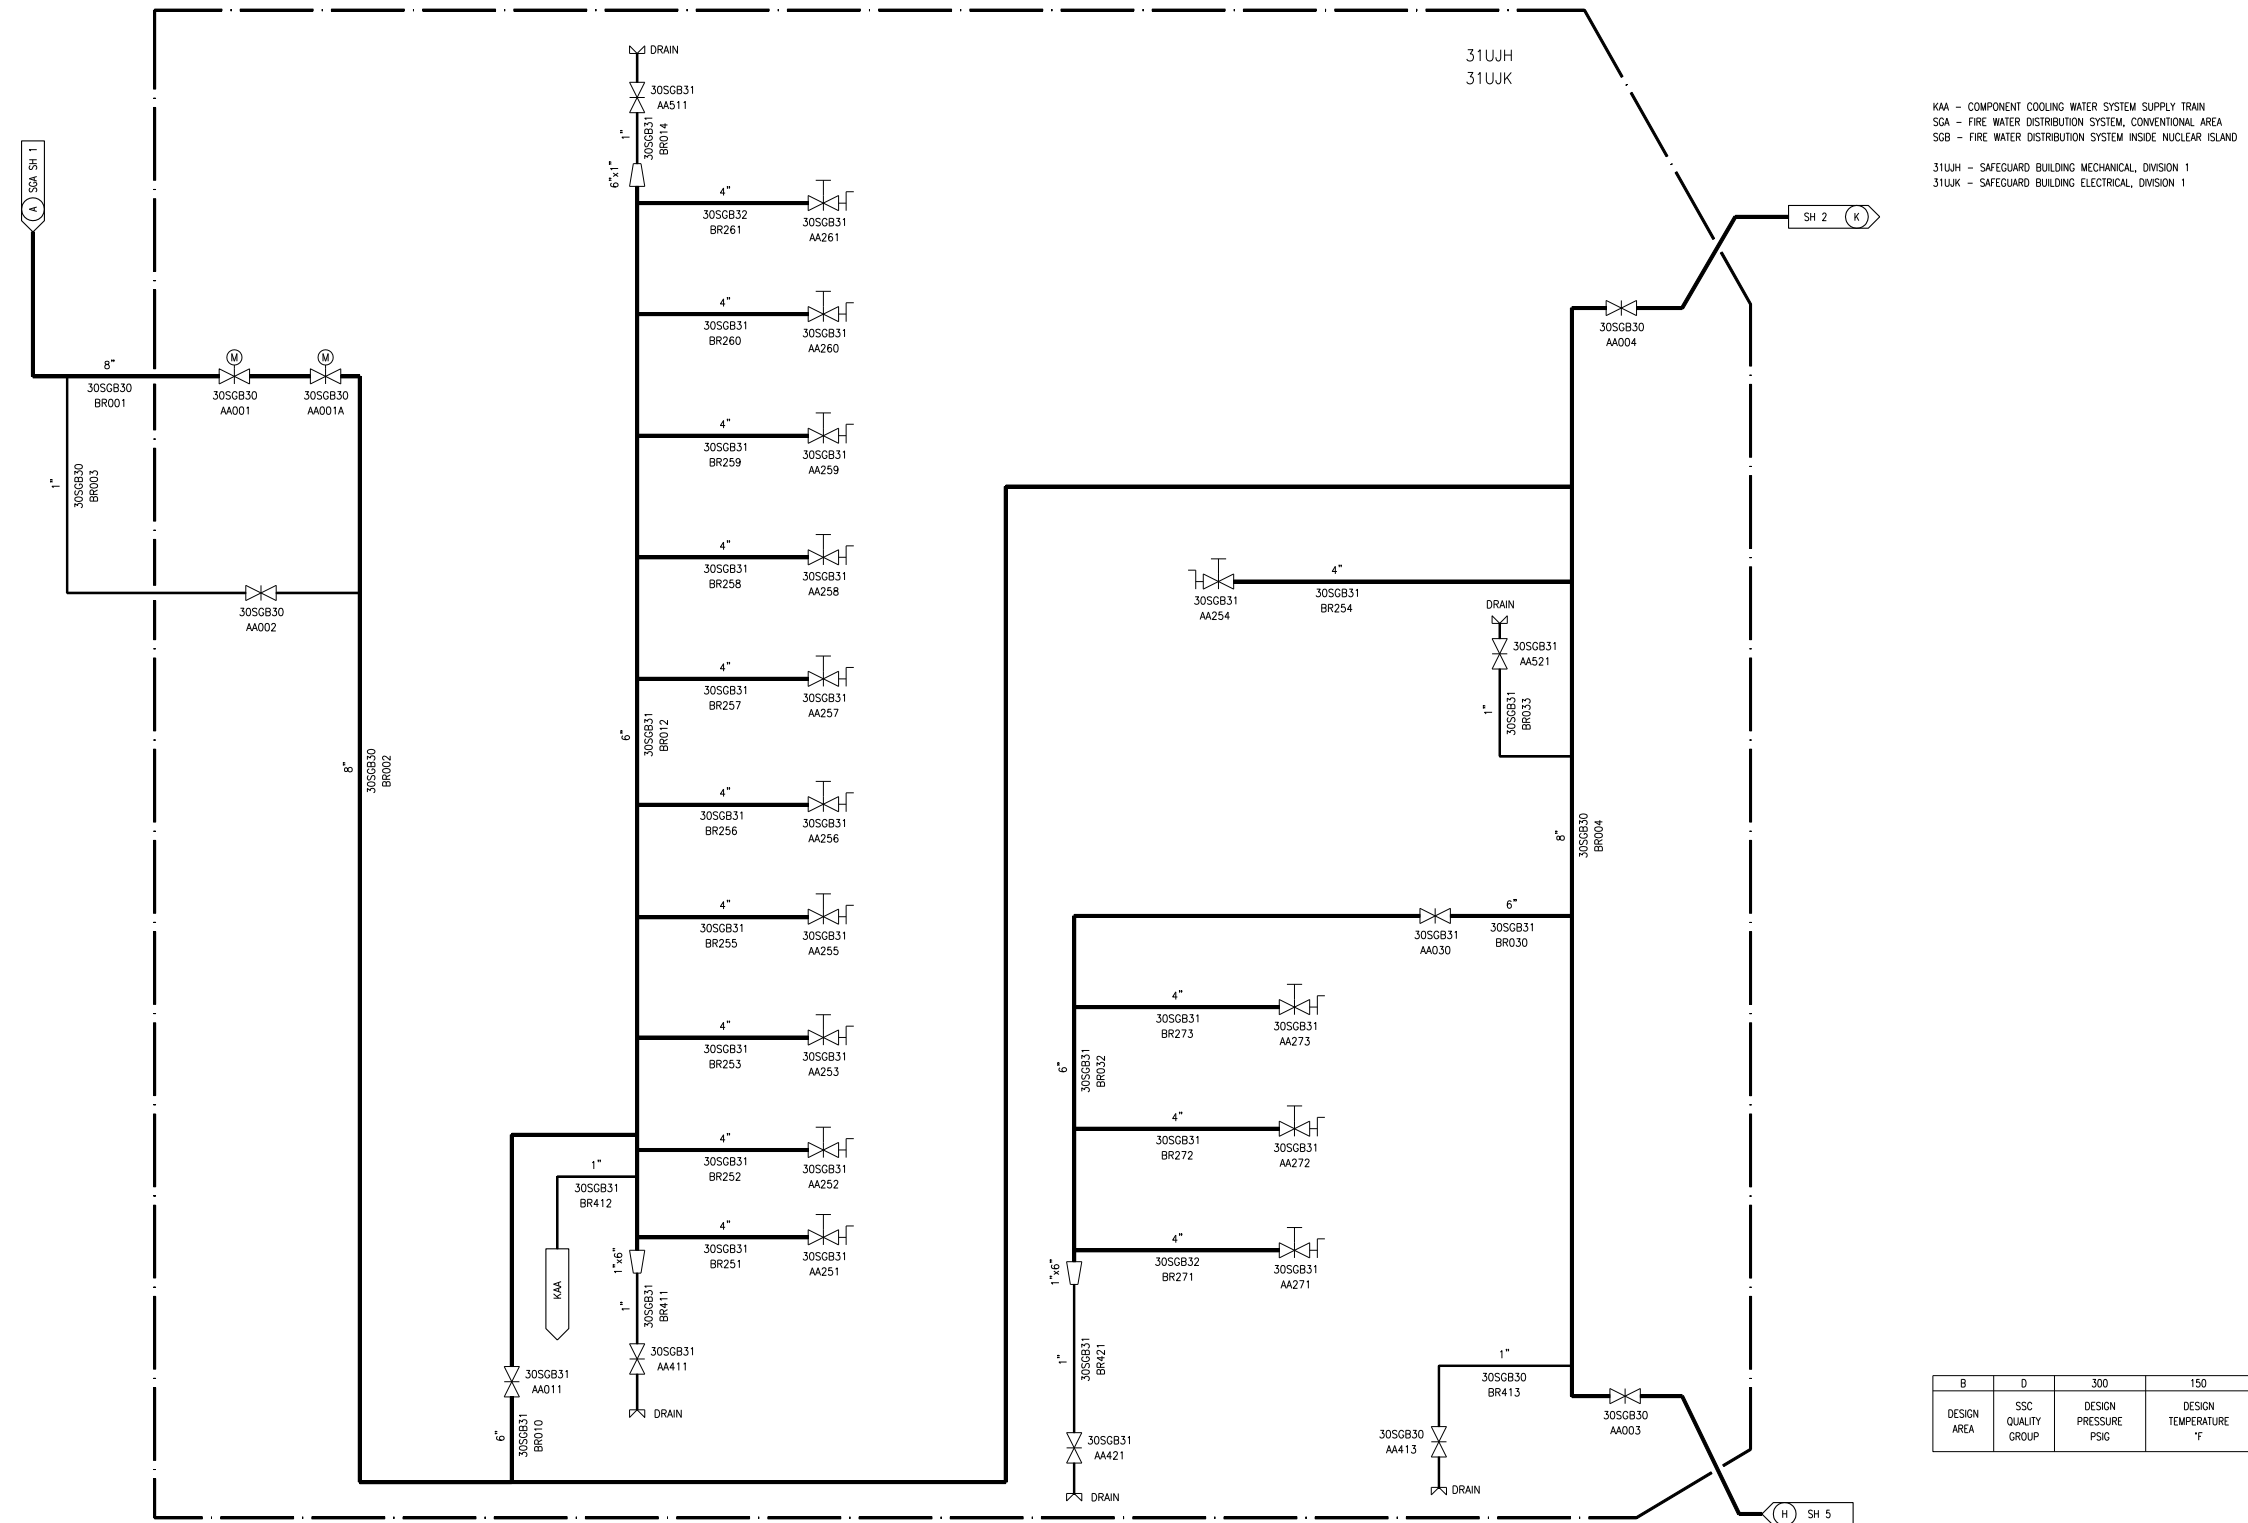 DRAIN
31UJH
31UJK
30SGB31
AA511
1"
30SGB31
BR014
6"x1"
KAA – COMPONENT COOLING WATER SYSTEM SUPPLY TRAIN
SGA – FIRE WATER DISTRIBUTION SYSTEM, CONVENTIONAL AREA
SGB – FIRE WATER DISTRIBUTION SYSTEM INSIDE NUCLEAR ISLAND
31UJH – SAFEGUARD BUILDING MECHANICAL, DIVISION 1
31UJK – SAFEGUARD BUILDING ELECTRICAL, DIVISION 1
A SGA SH 1
4"
30SGB32
BR261
30SGB31
AA261
SH 2 K
4"
30SGB31
BR260
30SGB31
AA260
30SGB30
AA004
8"
30SGB30
BR001
M
30SGB30
AA001
M
30SGB30
AA001A
4"
30SGB31
BR259
30SGB31
AA259
1"
30SGB30
BR003
30SGB30
AA002
4"
30SGB31
BR258
30SGB31
AA258
4"
30SGB31
BR254
30SGB31
AA254
DRAIN
30SGB31
AA521
1"
30SGB31
BR033
4"
30SGB31
BR257
30SGB31
AA257
6"
30SGB31
BR012
8"
30SGB30
BR002
4"
30SGB31
BR256
30SGB31
AA256
8"
30SGB30
BR004
4"
30SGB31
BR255
30SGB31
AA255
30SGB31
AA030
6"
30SGB31
BR030
4"
30SGB31
BR253
30SGB31
AA253
4"
30SGB31
BR273
30SGB31
AA273
6"
30SGB31
BR032
4"
30SGB31
BR252
30SGB31
AA252
4"
30SGB31
BR272
30SGB31
AA272
1"
30SGB31
BR412
KAA
4"
30SGB31
BR251
30SGB31
AA251
1"x6"
1"
30SGB31
BR411
30SGB31
AA411
DRAIN
4"
30SGB32
BR271
30SGB31
AA271
1"x6"
1"
30SGB31
BR421
30SGB31
AA421
DRAIN
30SGB31
AA011
6"
30SGB31
BR010
1"
30SGB30
BR413
30SGB30
AA413
DRAIN
30SGB30
AA003
H SH 5
B D 300 150
DESIGN AREA
SSC QUALITY GROUP
DESIGN PRESSURE PSIG
DESIGN TEMPERATURE °F